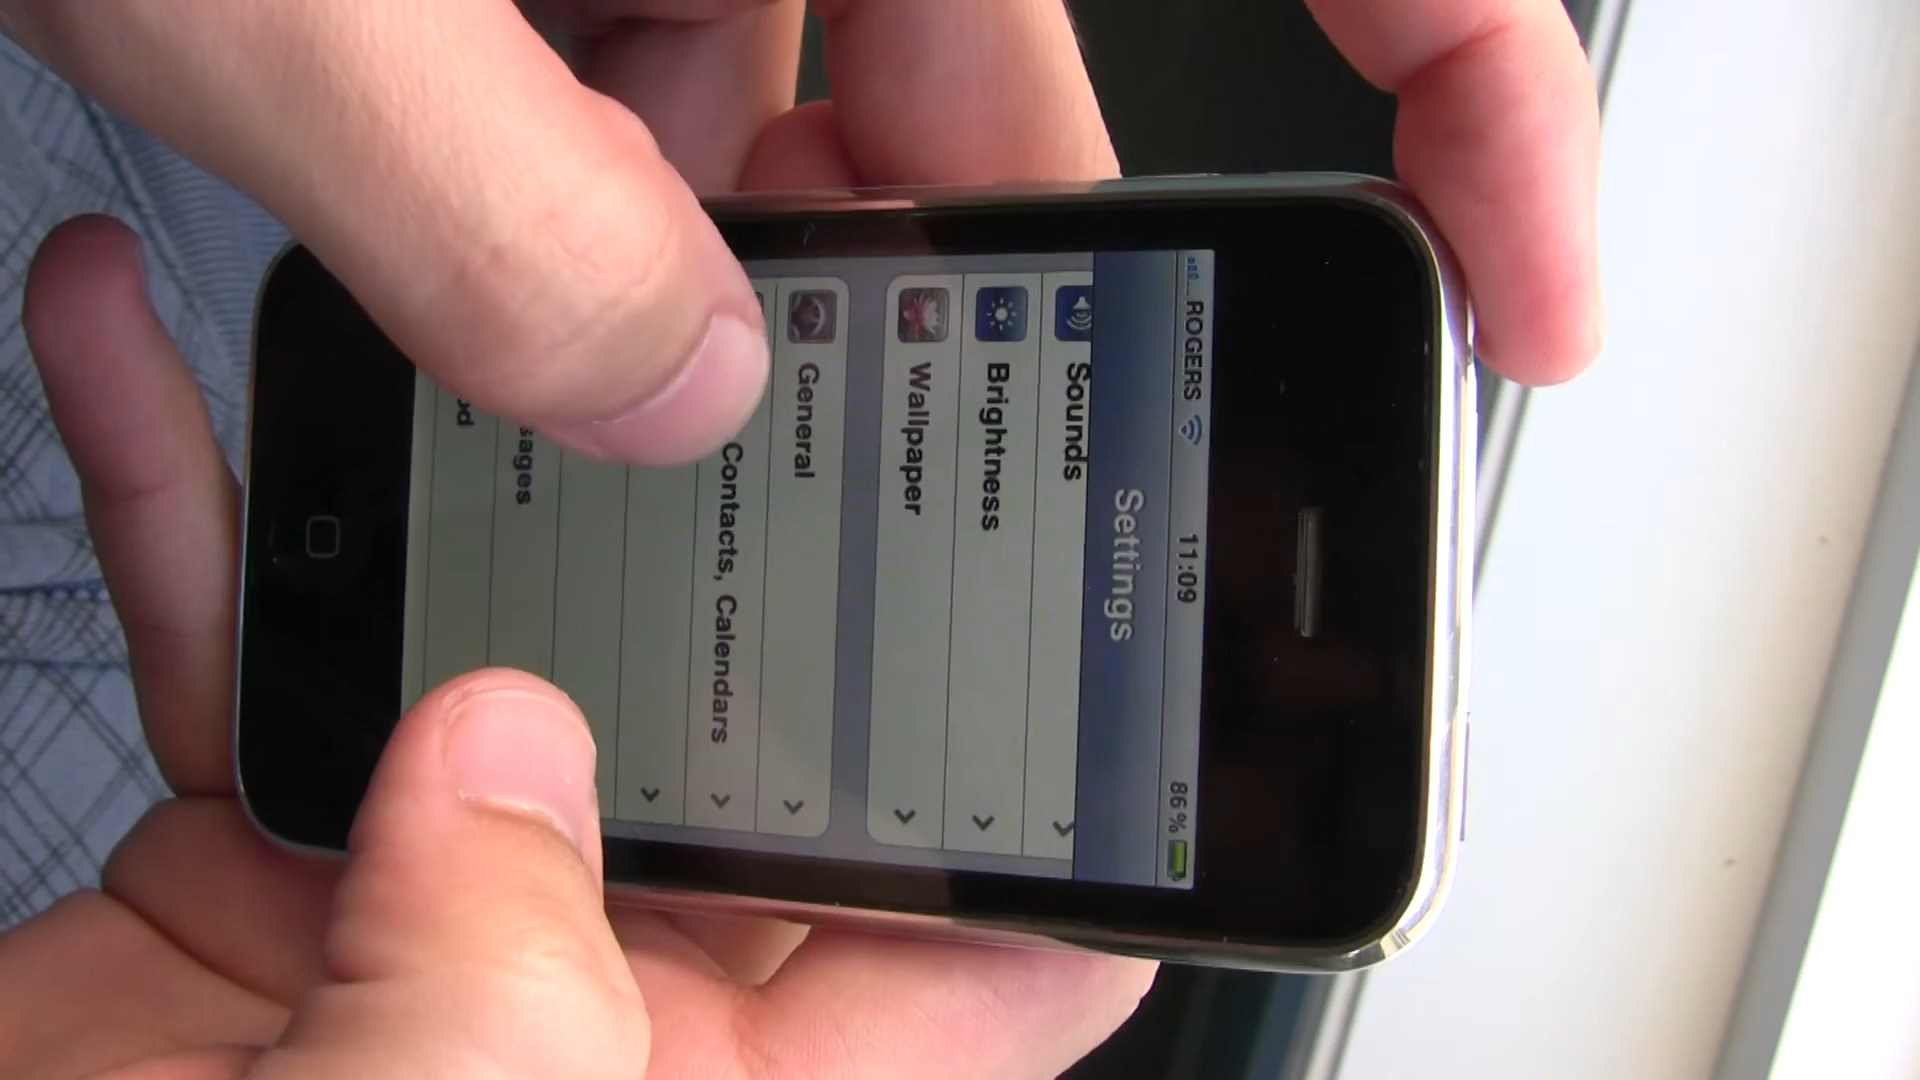 ROGERS 11:09 86%
Settings
Sounds
Brightness
Wallpaper
General
Contacts, Calendars